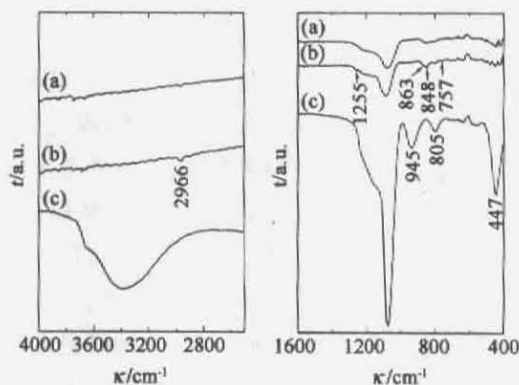 (a)
(b)
2966
(c)
t/a.u.
4000 3600 3200 2800
κ/cm⁻¹
(a)
(b)
1255
863
848
757
(c)
945
805
447
t/a.u.
1600 1200 800 400
κ/cm⁻¹